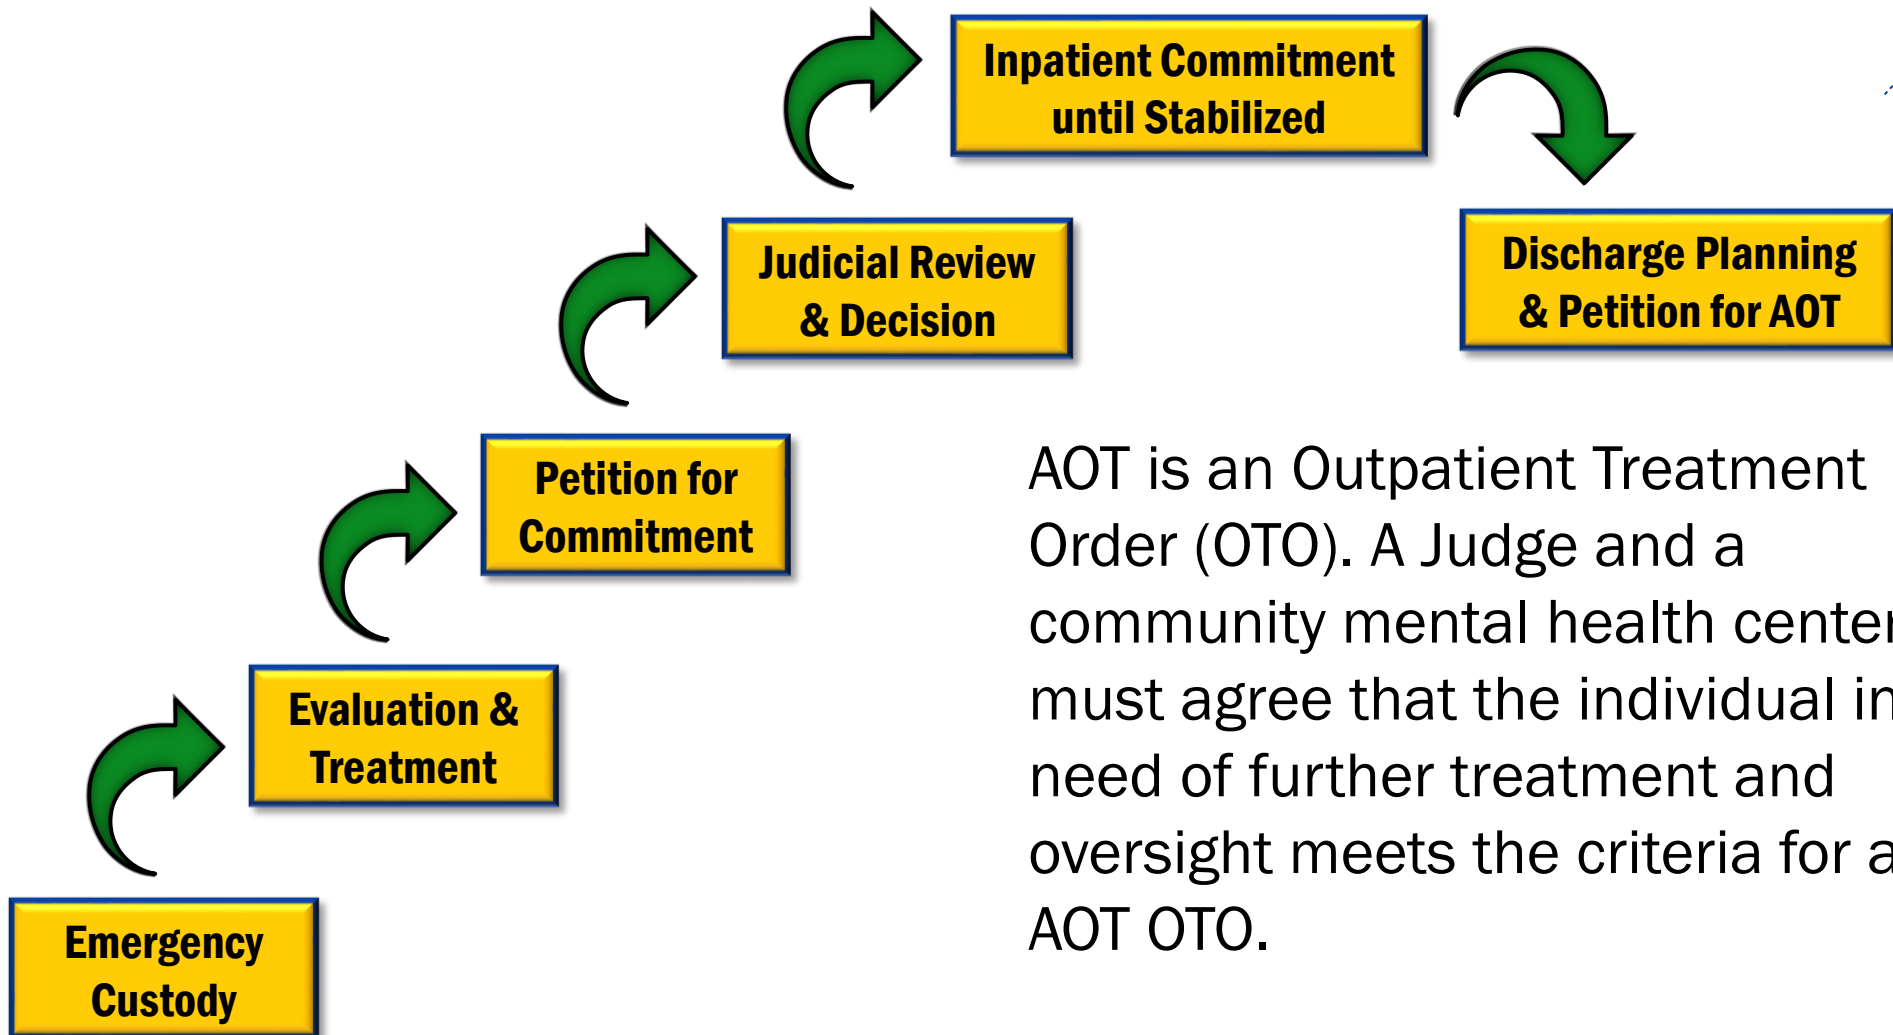 Inpatient Commitment
until Stabilized
Discharge Planning
& Petition for AOT
Judicial Review
& Decision
Petition for
Commitment
Evaluation &
Treatment
Emergency
Custody
AOT is an Outpatient Treatment
Order (OTO). A Judge and a
community mental health center
must agree that the individual in
need of further treatment and
oversight meets the criteria for a
AOT OTO.